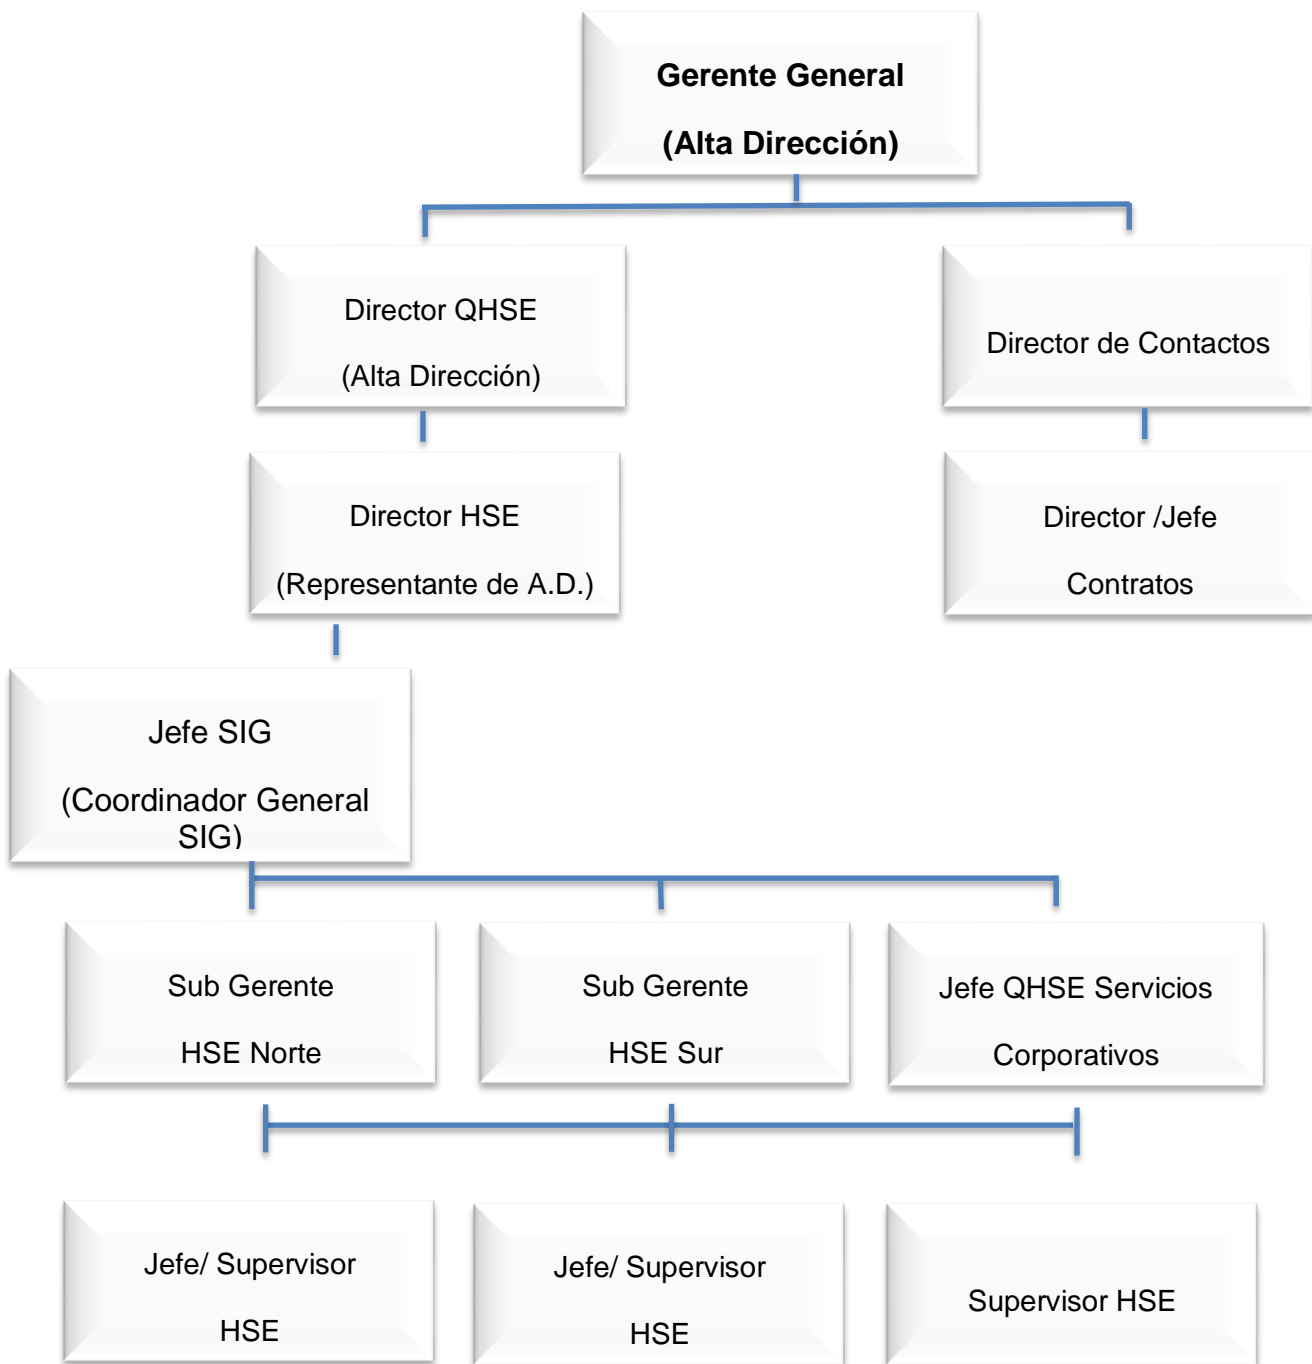 Gerente General
(Alta Dirección)
Director QHSE
(Alta Dirección)
Director de Contactos
Director HSE
(Representante de A.D.)
Director /Jefe
Contratos
Jefe SIG
(Coordinador General
SIG)
Sub Gerente
HSE Norte
Sub Gerente
HSE Sur
Jefe QHSE Servicios
Corporativos
Jefe/ Supervisor
HSE
Jefe/ Supervisor
HSE
Supervisor HSE